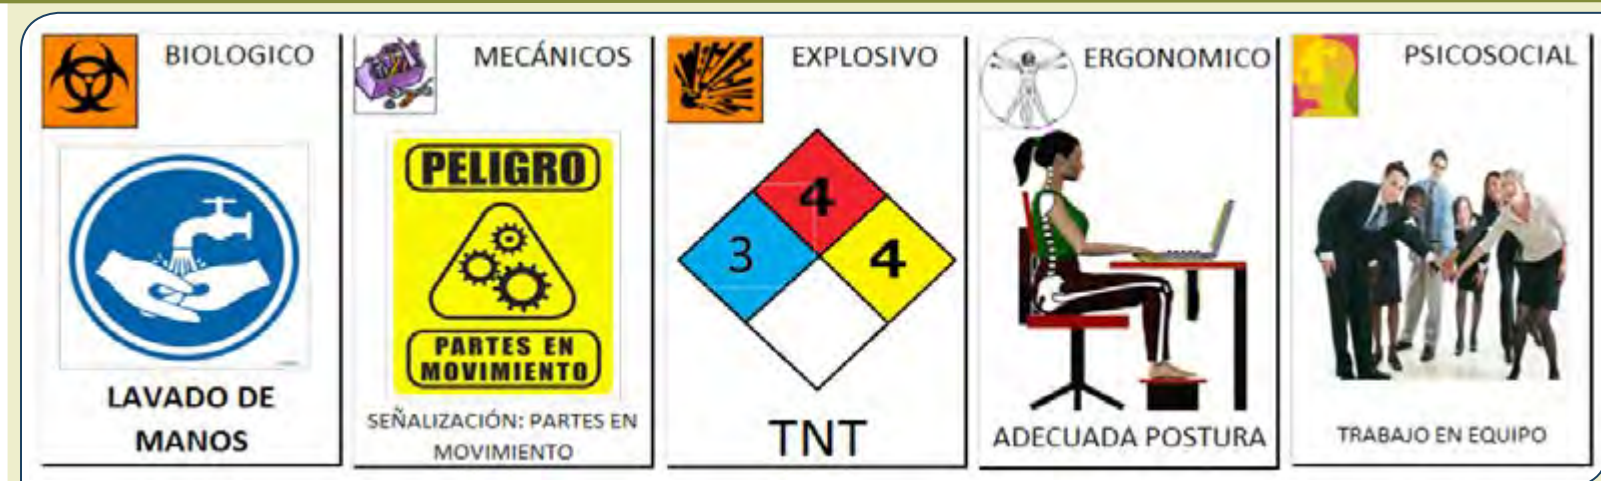 BIOLOGICO
LAVADO DE
MANOS
MECÁNICOS
PELIGRO
PARTES EN
MOVIMIENTO
SEÑALIZACIÓN: PARTES EN
MOVIMIENTO
EXPLOSIVO
4
3
4
TNT
ERGONOMICO
ADECUADA POSTURA
PSICOSOCIAL
TRABAJO EN EQUIPO